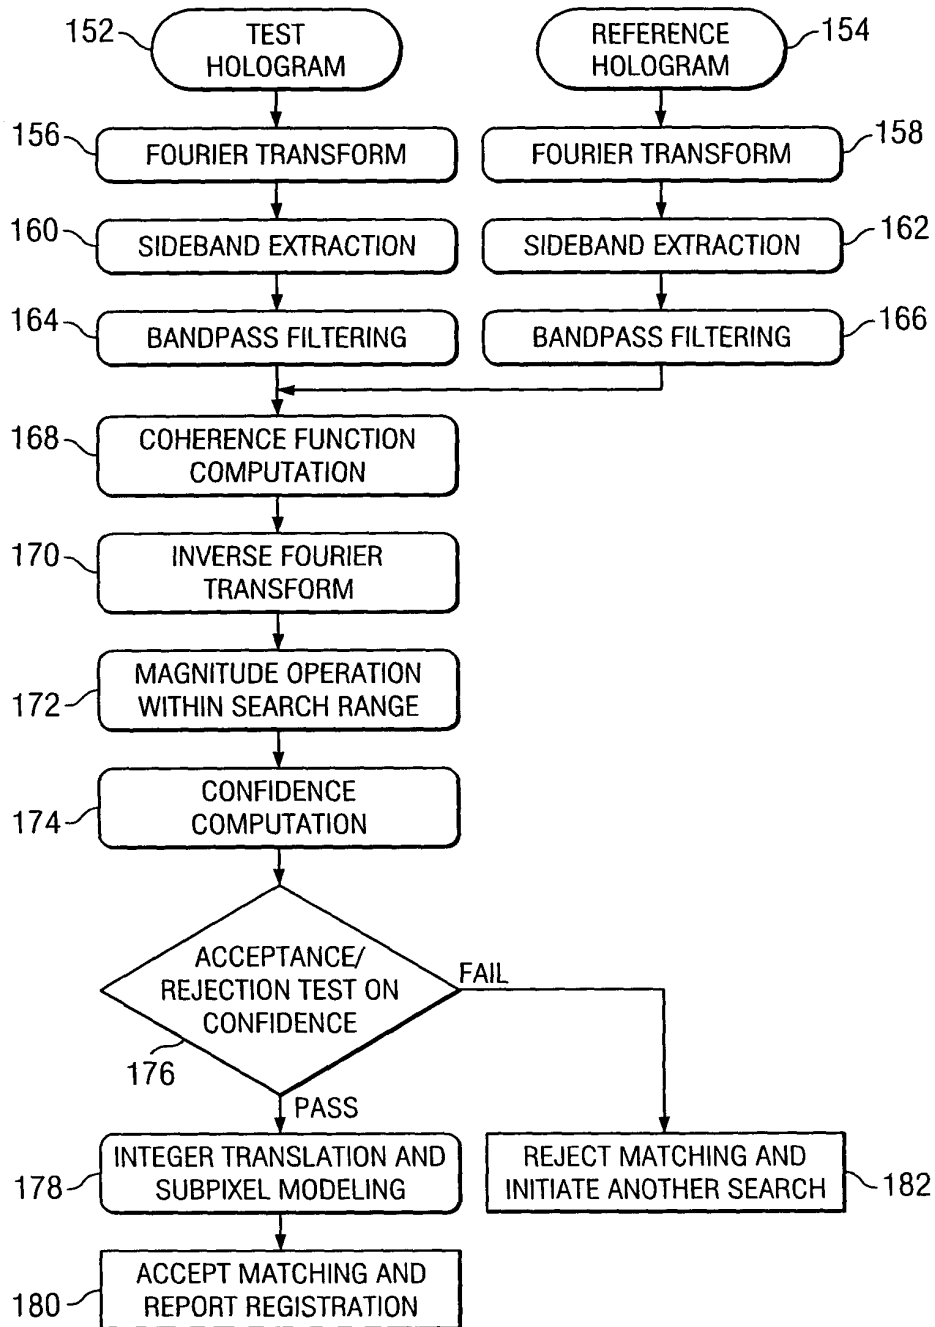 152
TEST
HOLOGRAM
REFERENCE
HOLOGRAM
154
156
FOURIER TRANSFORM
FOURIER TRANSFORM
158
160
SIDEBAND EXTRACTION
SIDEBAND EXTRACTION
162
164
BANDPASS FILTERING
BANDPASS FILTERING
166
168
COHERENCE FUNCTION
COMPUTATION
170
INVERSE FOURIER
TRANSFORM
172
MAGNITUDE OPERATION
WITHIN SEARCH RANGE
174
CONFIDENCE
COMPUTATION
ACCEPTANCE/
REJECTION TEST ON
CONFIDENCE
FAIL
176
PASS
178
INTEGER TRANSLATION AND
SUBPIXEL MODELING
REJECT MATCHING AND
INITIATE ANOTHER SEARCH
182
180
ACCEPT MATCHING AND
REPORT REGISTRATION